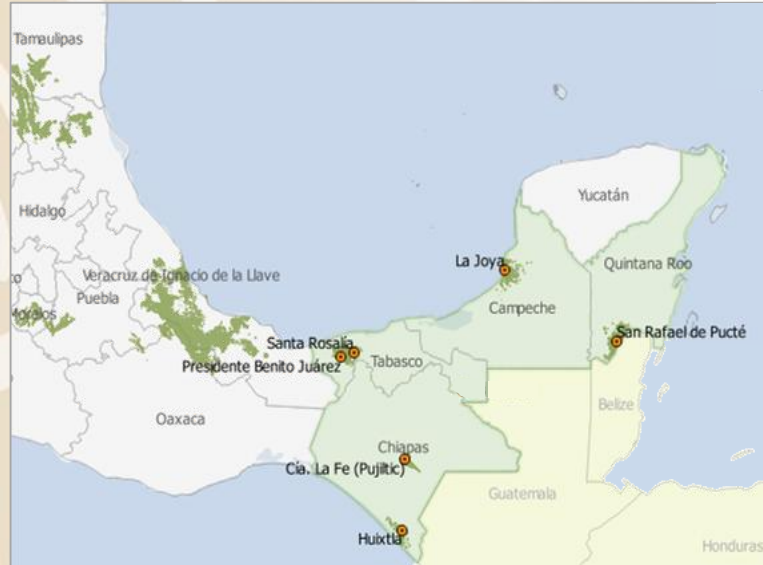 Tamaulipas
Hidalgo
Yucatán
La Joya
Quintana Roo
Veracruz de Ignacio de la Llave
Puebla
Morelos
Campeche
San Rafael de Pucté
Santa Rosalía
Presidente Benito Juárez
Tabasco
Belize
Oaxaca
Chiapas
Cía. La Fe (Pujiltic)
Guatemala
Huixtla
Honduras